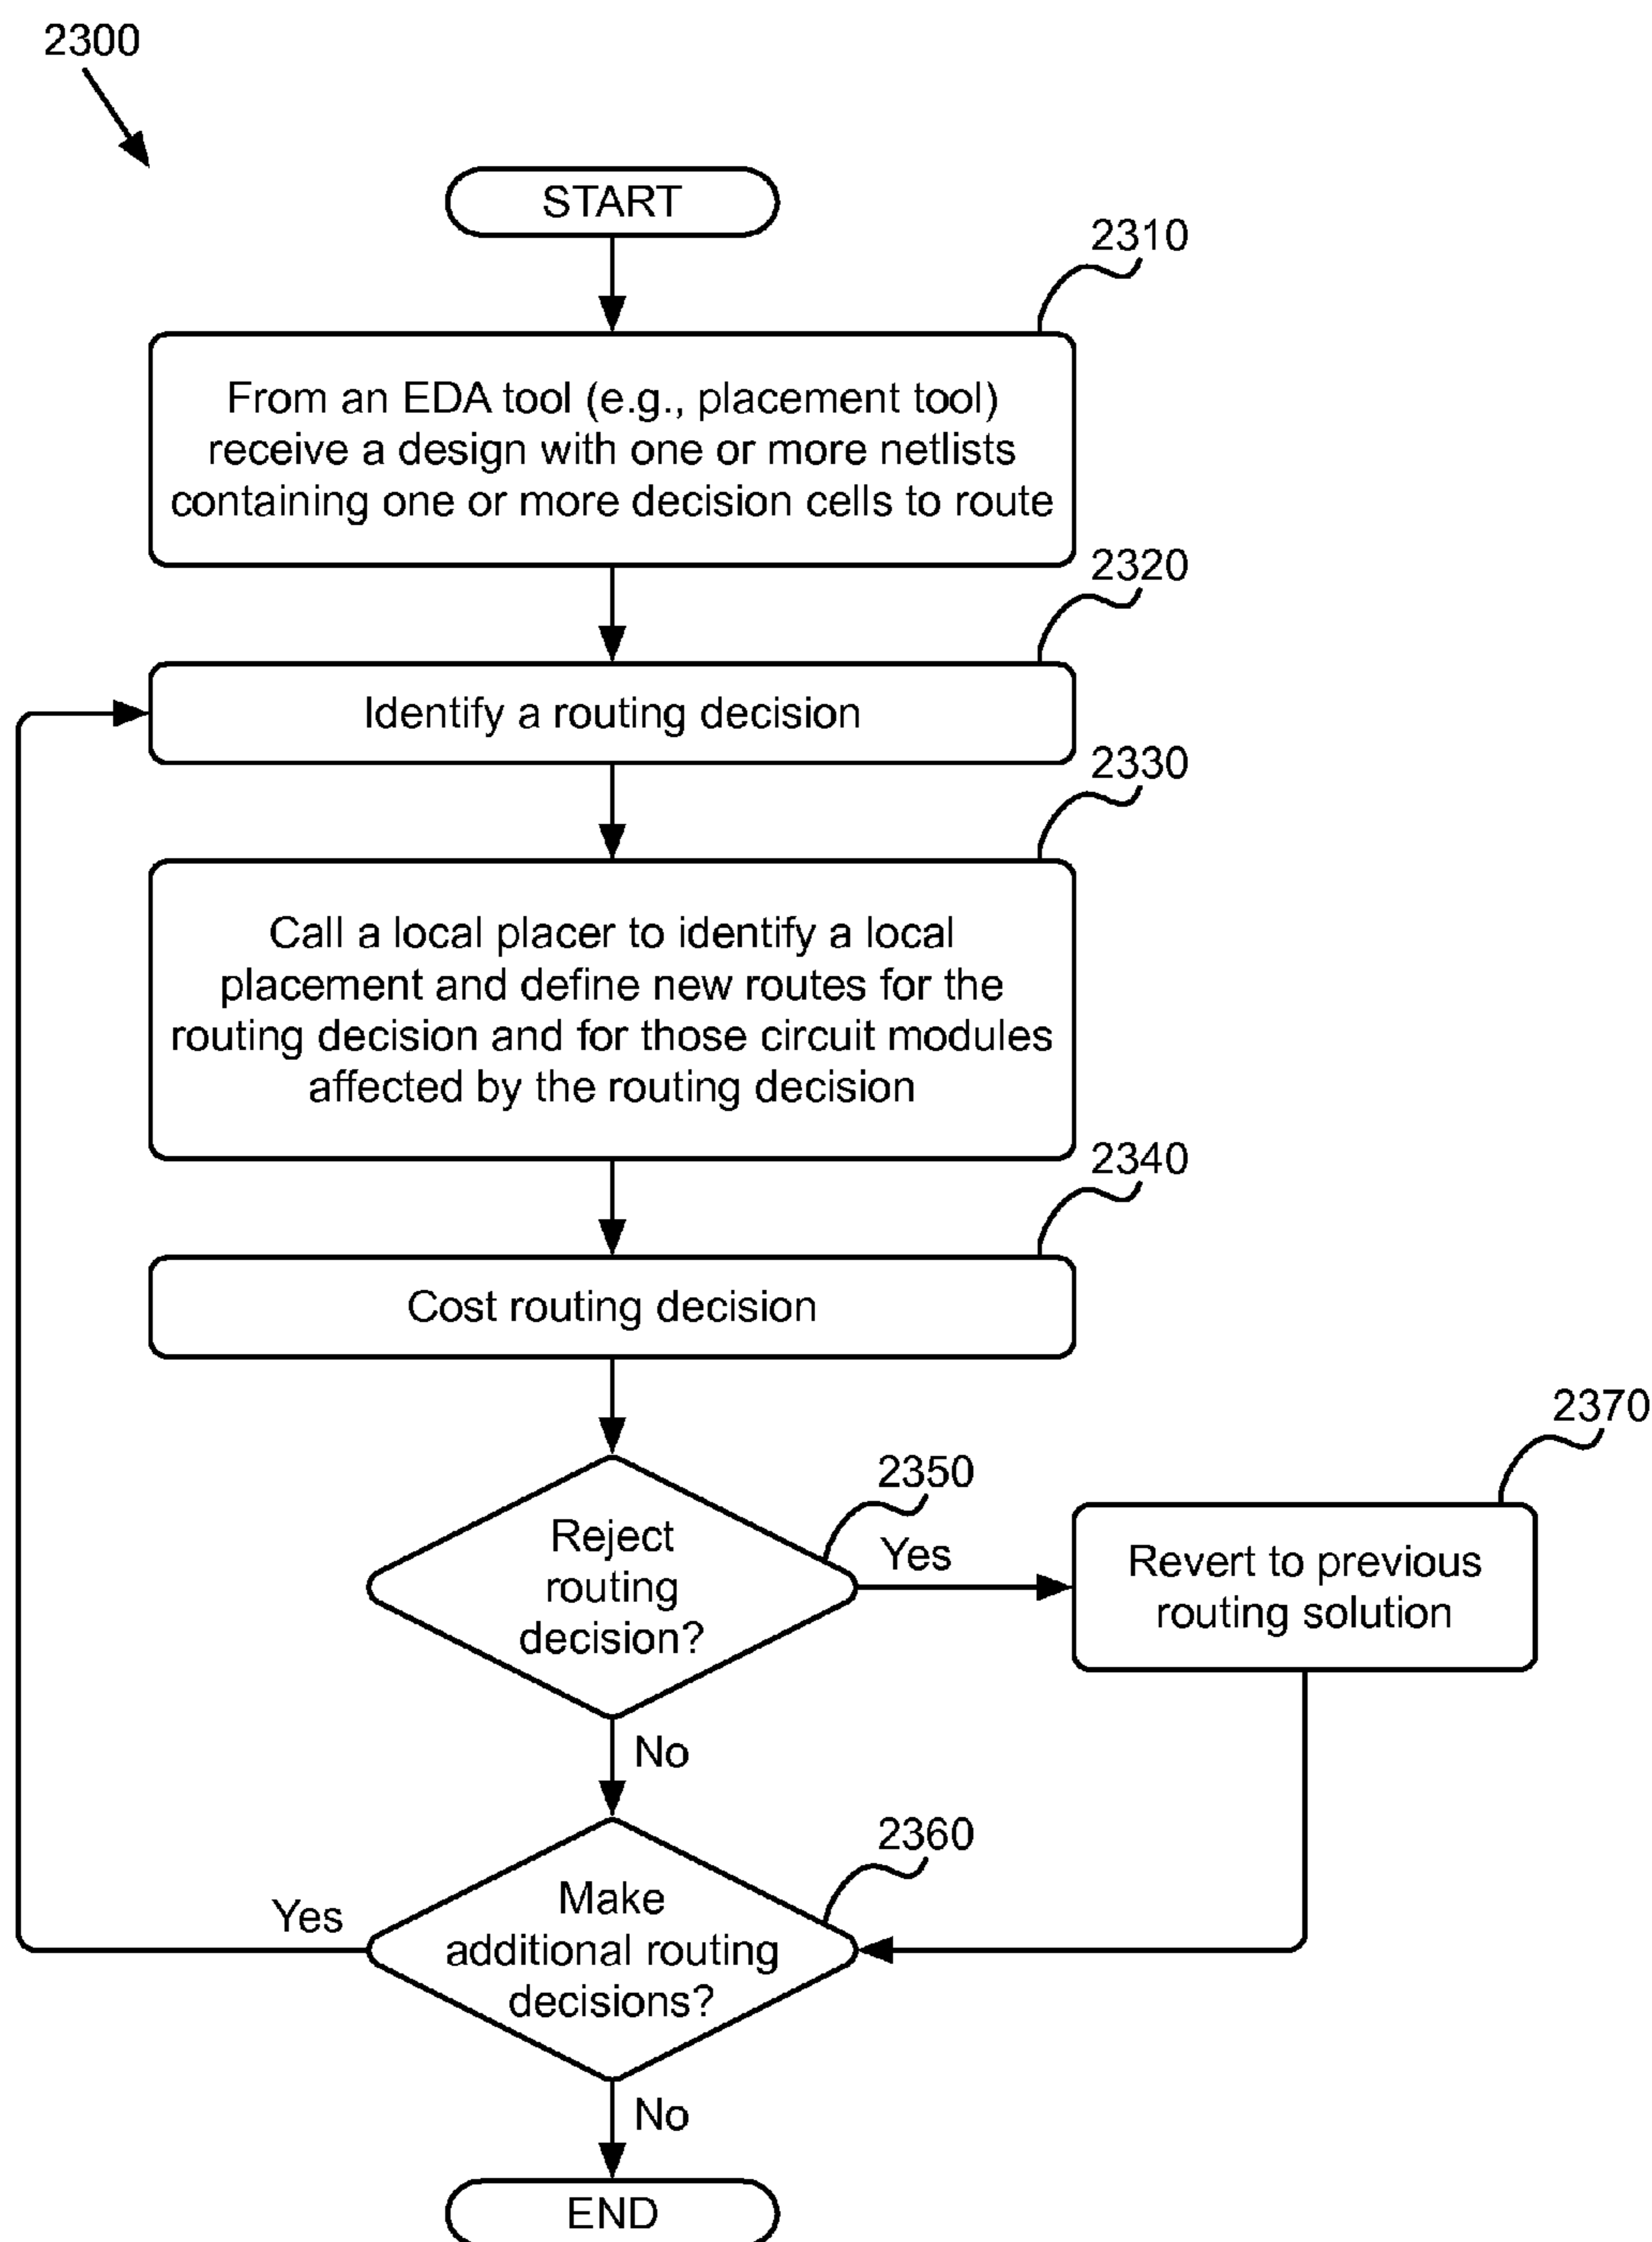 2300
START
2310
From an EDA tool (e.g., placement tool)
receive a design with one or more netlists
containing one or more decision cells to route
2320
Identify a routing decision
2330
Call a local placer to identify a local
placement and define new routes for the
routing decision and for those circuit modules
affected by the routing decision
2340
Cost routing decision
2350
Reject
routing
decision?
Yes
2370
Revert to previous
routing solution
No
2360
Make
additional routing
decisions?
Yes
No
END